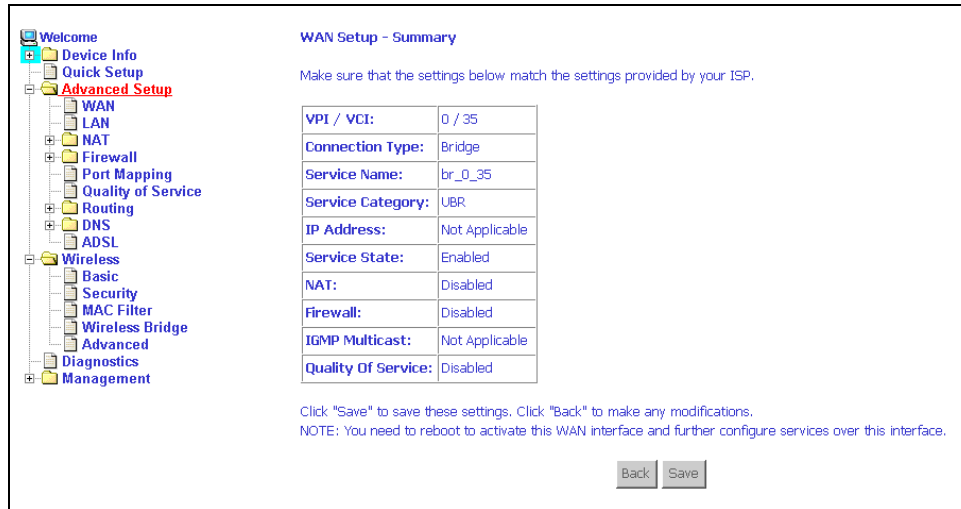 Welcome
Device Info
Quick Setup
Advanced Setup
WAN
LAN
NAT
Firewall
Port Mapping
Quality of Service
Routing
DNS
ADSL
Wireless
Basic
Security
MAC Filter
Wireless Bridge
Advanced
Diagnostics
Management
WAN Setup - Summary
Make sure that the settings below match the settings provided by your ISP.
VPI / VCI: 0 / 35
Connection Type: Bridge
Service Name: br_0_35
Service Category: UBR
IP Address: Not Applicable
Service State: Enabled
NAT: Disabled
Firewall: Disabled
IGMP Multicast: Not Applicable
Quality Of Service: Disabled
Click "Save" to save these settings. Click "Back" to make any modifications.
NOTE: You need to reboot to activate this WAN interface and further configure services over this interface.
Back Save